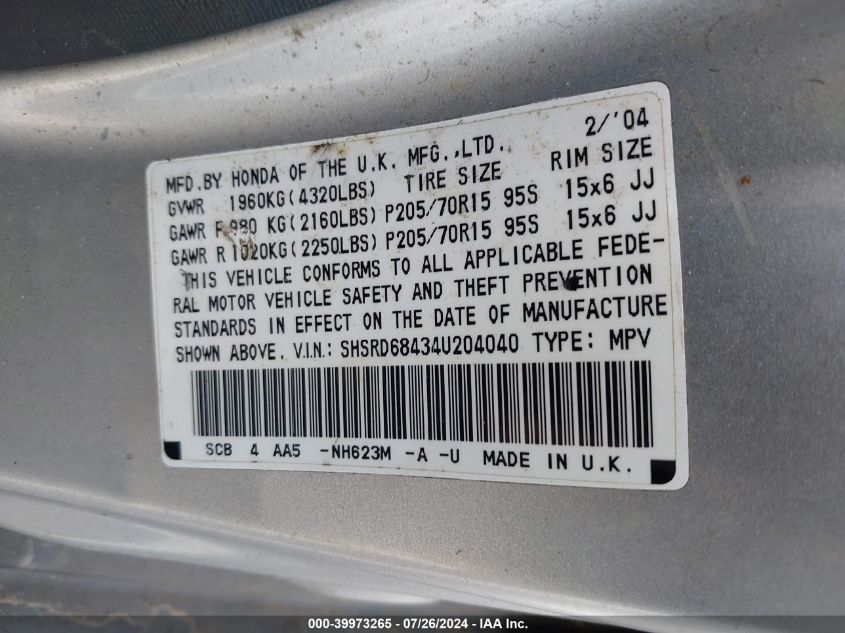 2/'04
MFD.BY HONDA OF THE U.K. MFG.,LTD.
GVWR 1960KG(4320LBS) TIRE SIZE RIM SIZE
GAWR F 980 KG(2160LBS) P205/70R15 95S 15x6 JJ
GAWR R 1020KG(2250LBS) P205/70R15 95S 15x6 JJ
THIS VEHICLE CONFORMS TO ALL APPLICABLE FEDE-
RAL MOTOR VEHICLE SAFETY AND THEFT PREVENTION
STANDARDS IN EFFECT ON THE DATE OF MANUFACTURE
SHOWN ABOVE. V.I.N.: SHSRD68434U204040 TYPE: MPV
SCB 4 AA5 -NH623M -A -U MADE IN U.K.
000-39973265 - 07/26/2024 - IAA Inc.